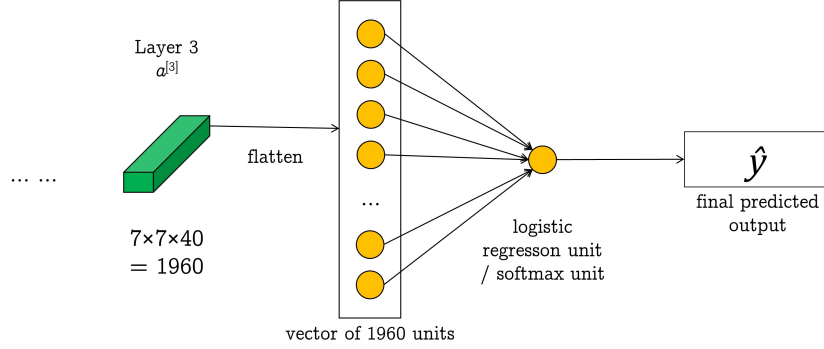 Layer 3
a[3]
... ...
flatten
7×7×40
= 1960
...
vector of 1960 units
logistic
regresson unit
/ softmax unit
ŷ
final predicted
output